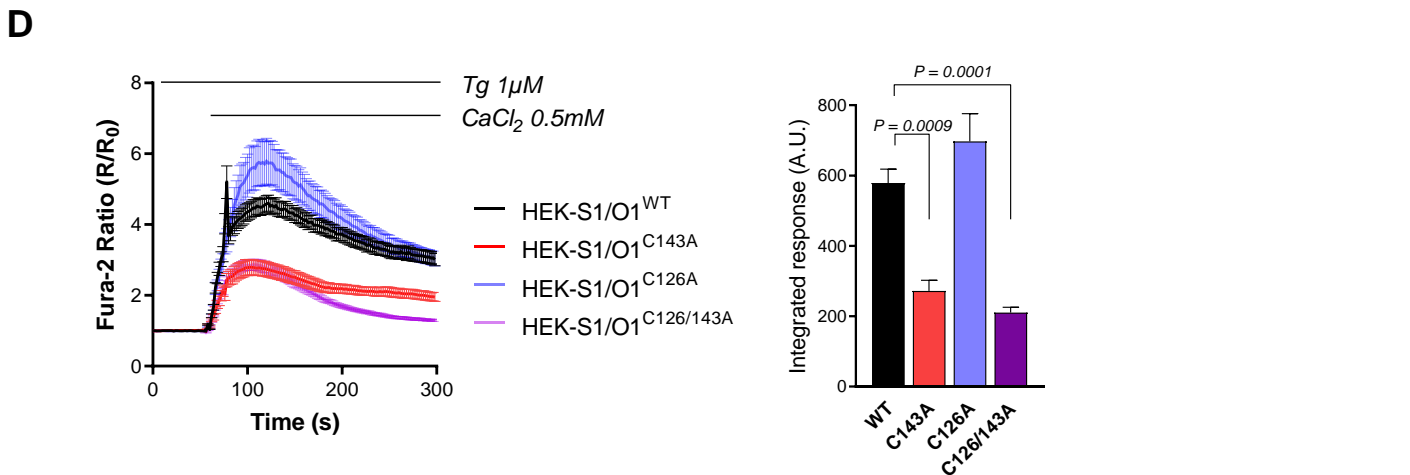 D
8
6
4
2
0
Fura-2 Ratio (R/R0)
0 100 200 300
Time (s)
Tg 1µM
CaCl2 0.5mM
HEK-S1/O1WT
HEK-S1/O1C143A
HEK-S1/O1C126A
HEK-S1/O1C126/143A
P = 0.0001
P = 0.0009
800
600
400
200
0
Integrated response (A.U.)
WT
C143A
C126A
C126/143A